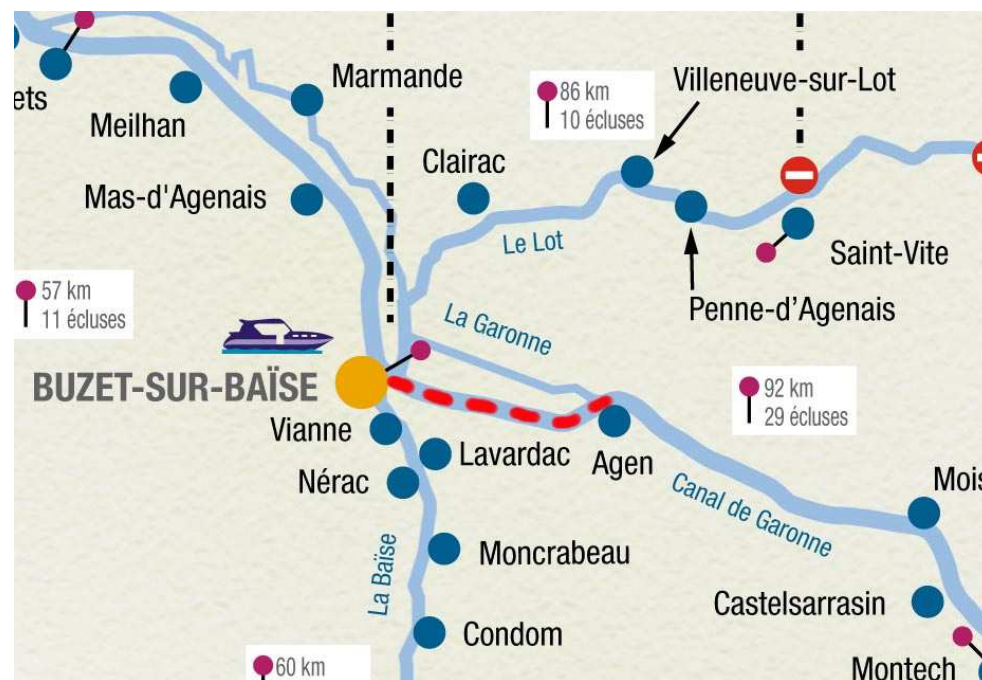 Marmande
86 km
10 écluses
Villeneuve-sur-Lot
ets
Meilhan
Clairac
Mas-d'Agenais
Le Lot
Saint-Vite
57 km
11 écluses
Penne-d'Agenais
La Garonne
BUZET-SUR-BAÏSE
92 km
29 écluses
Vianne
Lavardac
Agen
Nérac
Canal de Garonne
Mois
La Baïse
Moncrabeau
Castelsarrasin
Condom
60 km
Montech